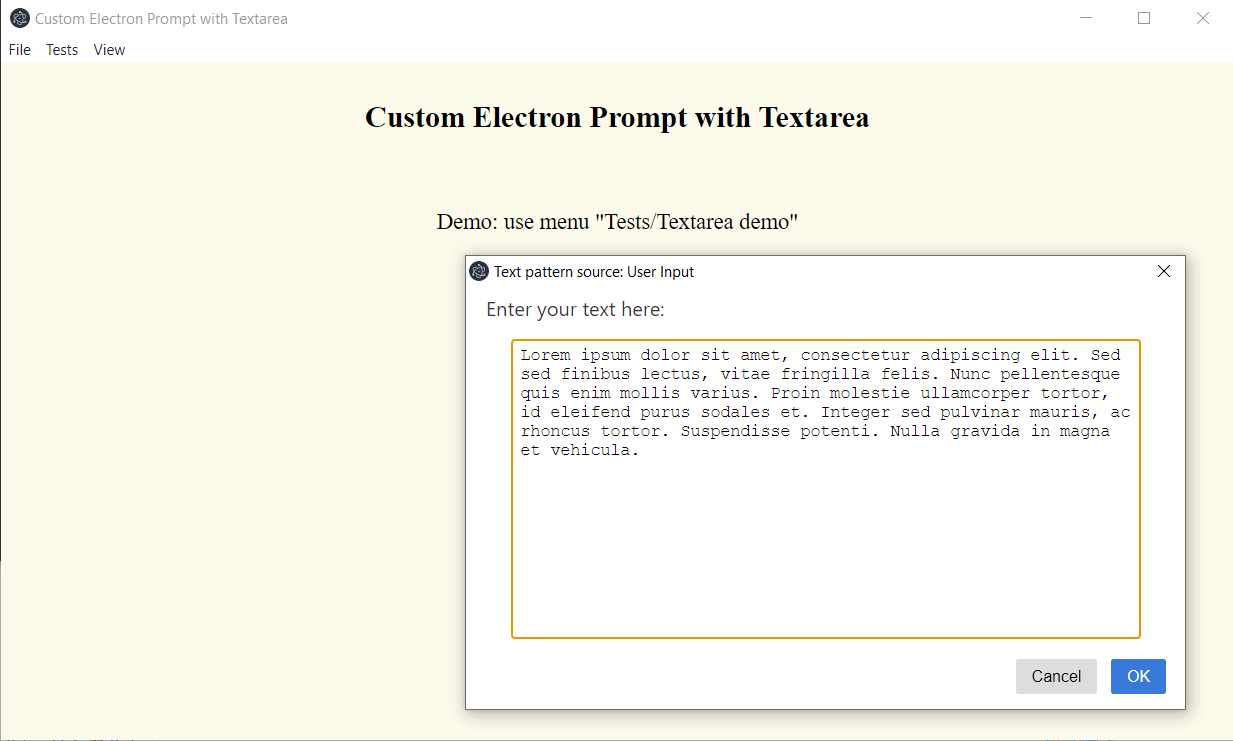 Custom Electron Prompt with Textarea
File Tests View
Custom Electron Prompt with Textarea
Demo: use menu "Tests/Textarea demo"
Text pattern source: User Input
Enter your text here:
Lorem ipsum dolor sit amet, consectetur adipiscing elit. Sed
sed finibus lectus, vitae fringilla felis. Nunc pellentesque
quis enim mollis varius. Proin molestie ullamcorper tortor,
id eleifend purus sodales et. Integer sed pulvinar mauris, ac
rhoncus tortor. Suspendisse potenti. Nulla gravida in magna
et vehicula.
Cancel OK